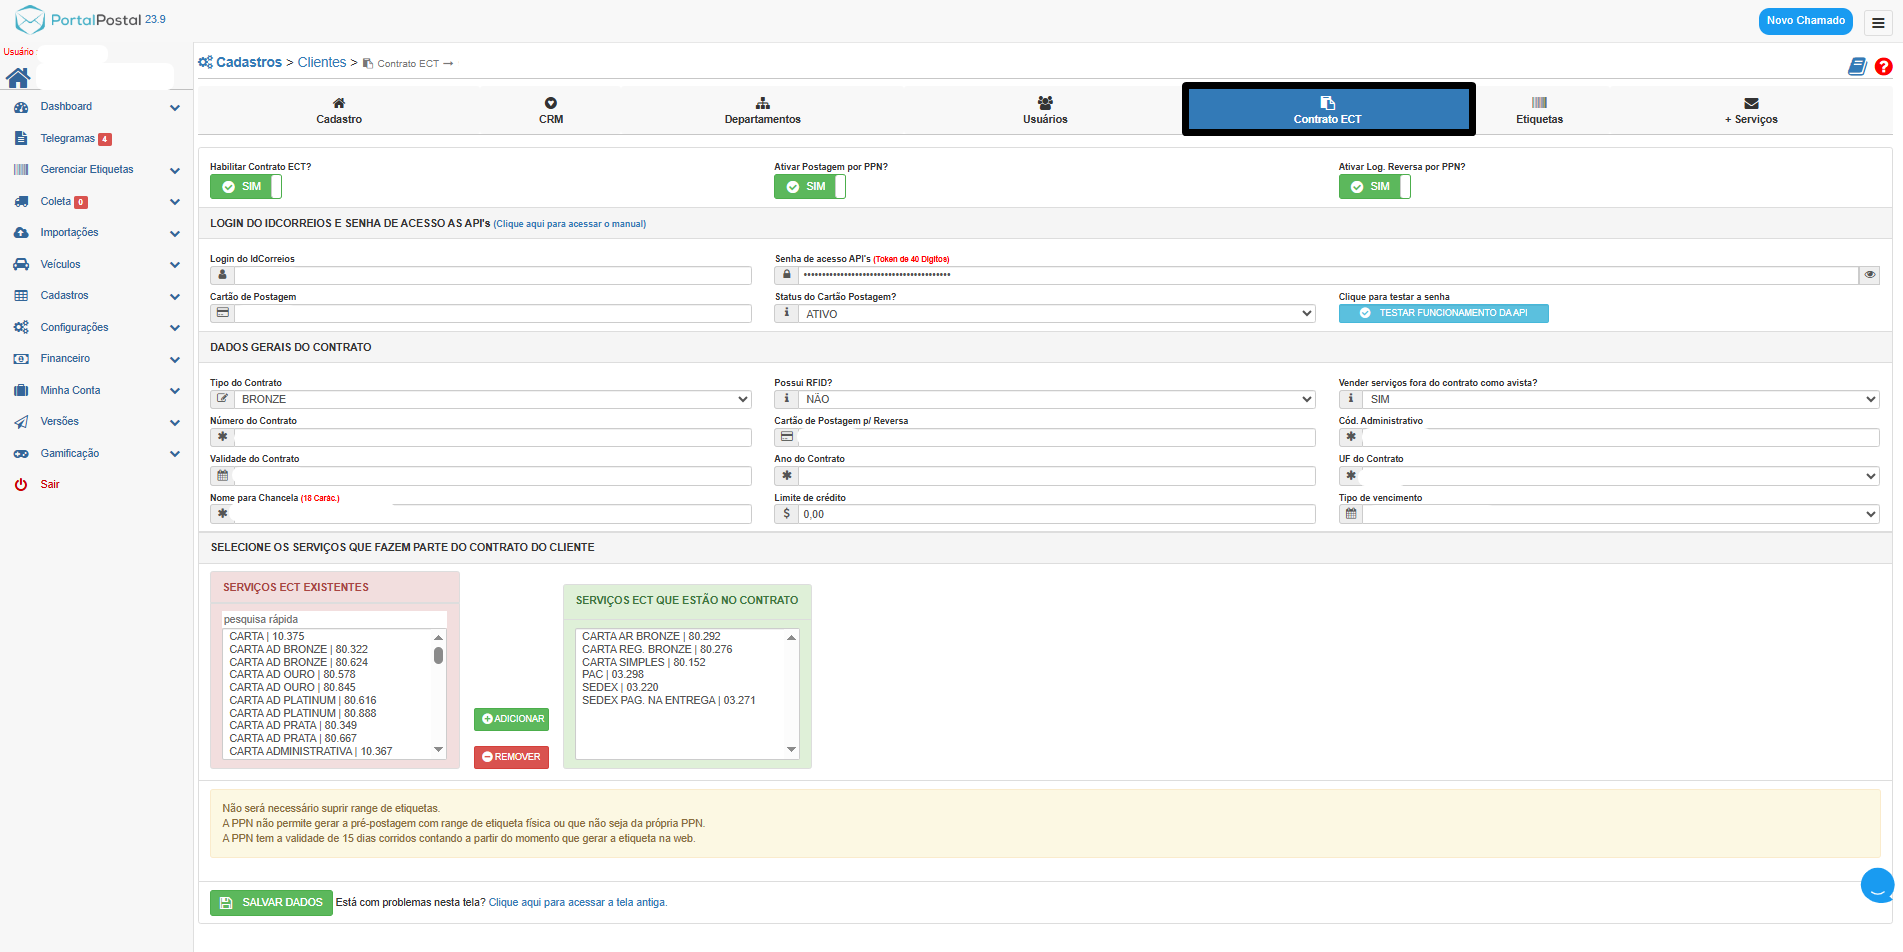 PortalPostal 23.9
Novo Chamado
Usuário:
Dashboard
Telegramas 4
Gerenciar Etiquetas
Coleta 0
Importações
Veículos
Cadastros
Configurações
Financeiro
Minha Conta
Versões
Gamificação
Sair
Cadastros > Clientes > Contrato ECT →
Cadastro
CRM
Departamentos
Usuários
Contrato ECT
Etiquetas
+ Serviços
Habilitar Contrato ECT? Ativar Postagem por PPN? Ativar Log. Reversa por PPN?
SIM SIM SIM
LOGIN DO IDCORREIOS E SENHA DE ACESSO AS API's (Clique aqui para acessar o manual)
Login do IdCorreios Senha de acesso API's (Token de 40 Digitos)
Cartão de Postagem Status do Cartão Postagem? Clique para testar a senha
ATIVO TESTAR FUNCIONAMENTO DA API
DADOS GERAIS DO CONTRATO
Tipo do Contrato Possui RFID? Vender serviços fora do contrato como avista?
BRONZE NÃO SIM
Número do Contrato Cartão de Postagem p/ Reversa Cód. Administrativo
Validade do Contrato Ano do Contrato UF do Contrato
Nome para Chancela (18 Carác.) Limite de crédito Tipo de vencimento
$ 0,00
SELECIONE OS SERVIÇOS QUE FAZEM PARTE DO CONTRATO DO CLIENTE
SERVIÇOS ECT EXISTENTES
pesquisa rápida
CARTA | 10.375
CARTA AD BRONZE | 80.322
CARTA AD BRONZE | 80.624
CARTA AD OURO | 80.578
CARTA AD OURO | 80.845
CARTA AD PLATINUM | 80.616
CARTA AD PLATINUM | 80.888
CARTA AD PRATA | 80.349
CARTA AD PRATA | 80.667
CARTA ADMINISTRATIVA | 10.367
ADICIONAR
REMOVER
SERVIÇOS ECT QUE ESTÃO NO CONTRATO
CARTA AR BRONZE | 80.292
CARTA REG. BRONZE | 80.276
CARTA SIMPLES | 80.152
PAC | 03.298
SEDEX | 03.220
SEDEX PAG. NA ENTREGA | 03.271
Não será necessário suprir range de etiquetas.
A PPN não permite gerar a pré-postagem com range de etiqueta física ou que não seja da própria PPN.
A PPN tem a validade de 15 dias corridos contando a partir do momento que gerar a etiqueta na web.
SALVAR DADOS Está com problemas nesta tela? Clique aqui para acessar a tela antiga.